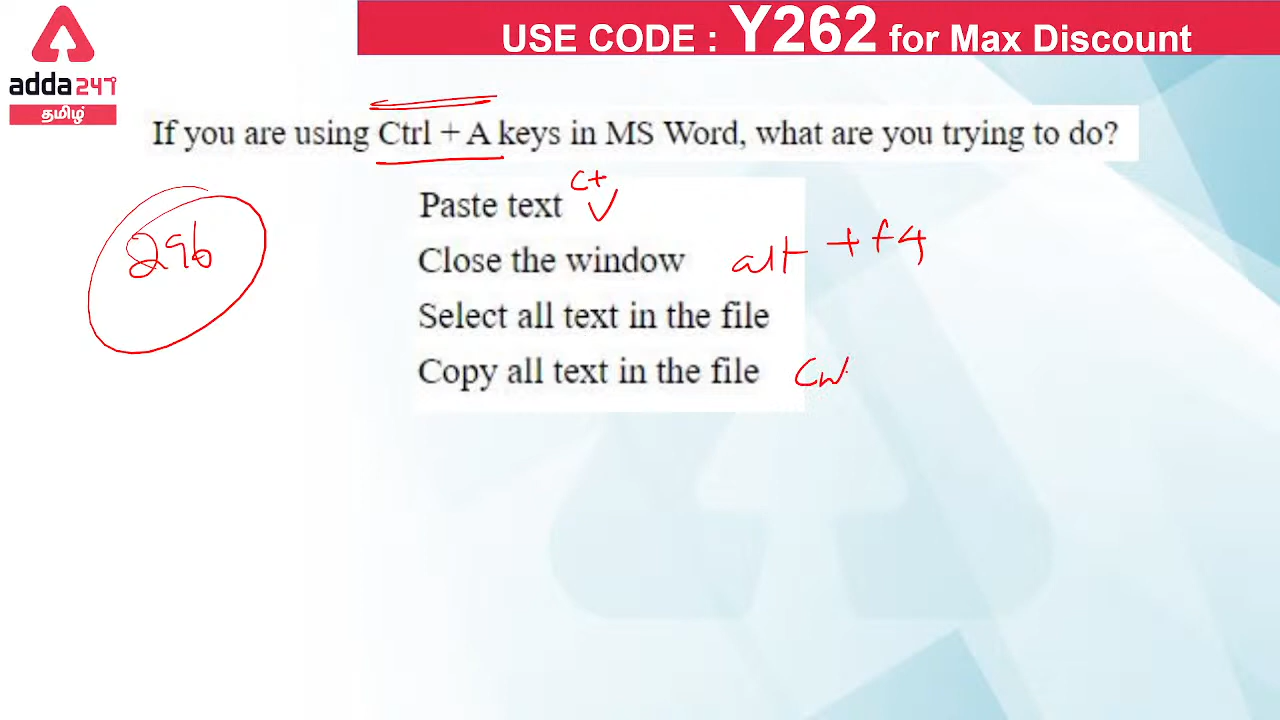 adda247
தமிழ்
USE CODE : Y262 for Max Discount
If you are using Ctrl + A keys in MS Word, what are you trying to do?
296
Paste text C+ V
Close the window alt + f4
Select all text in the file
Copy all text in the file